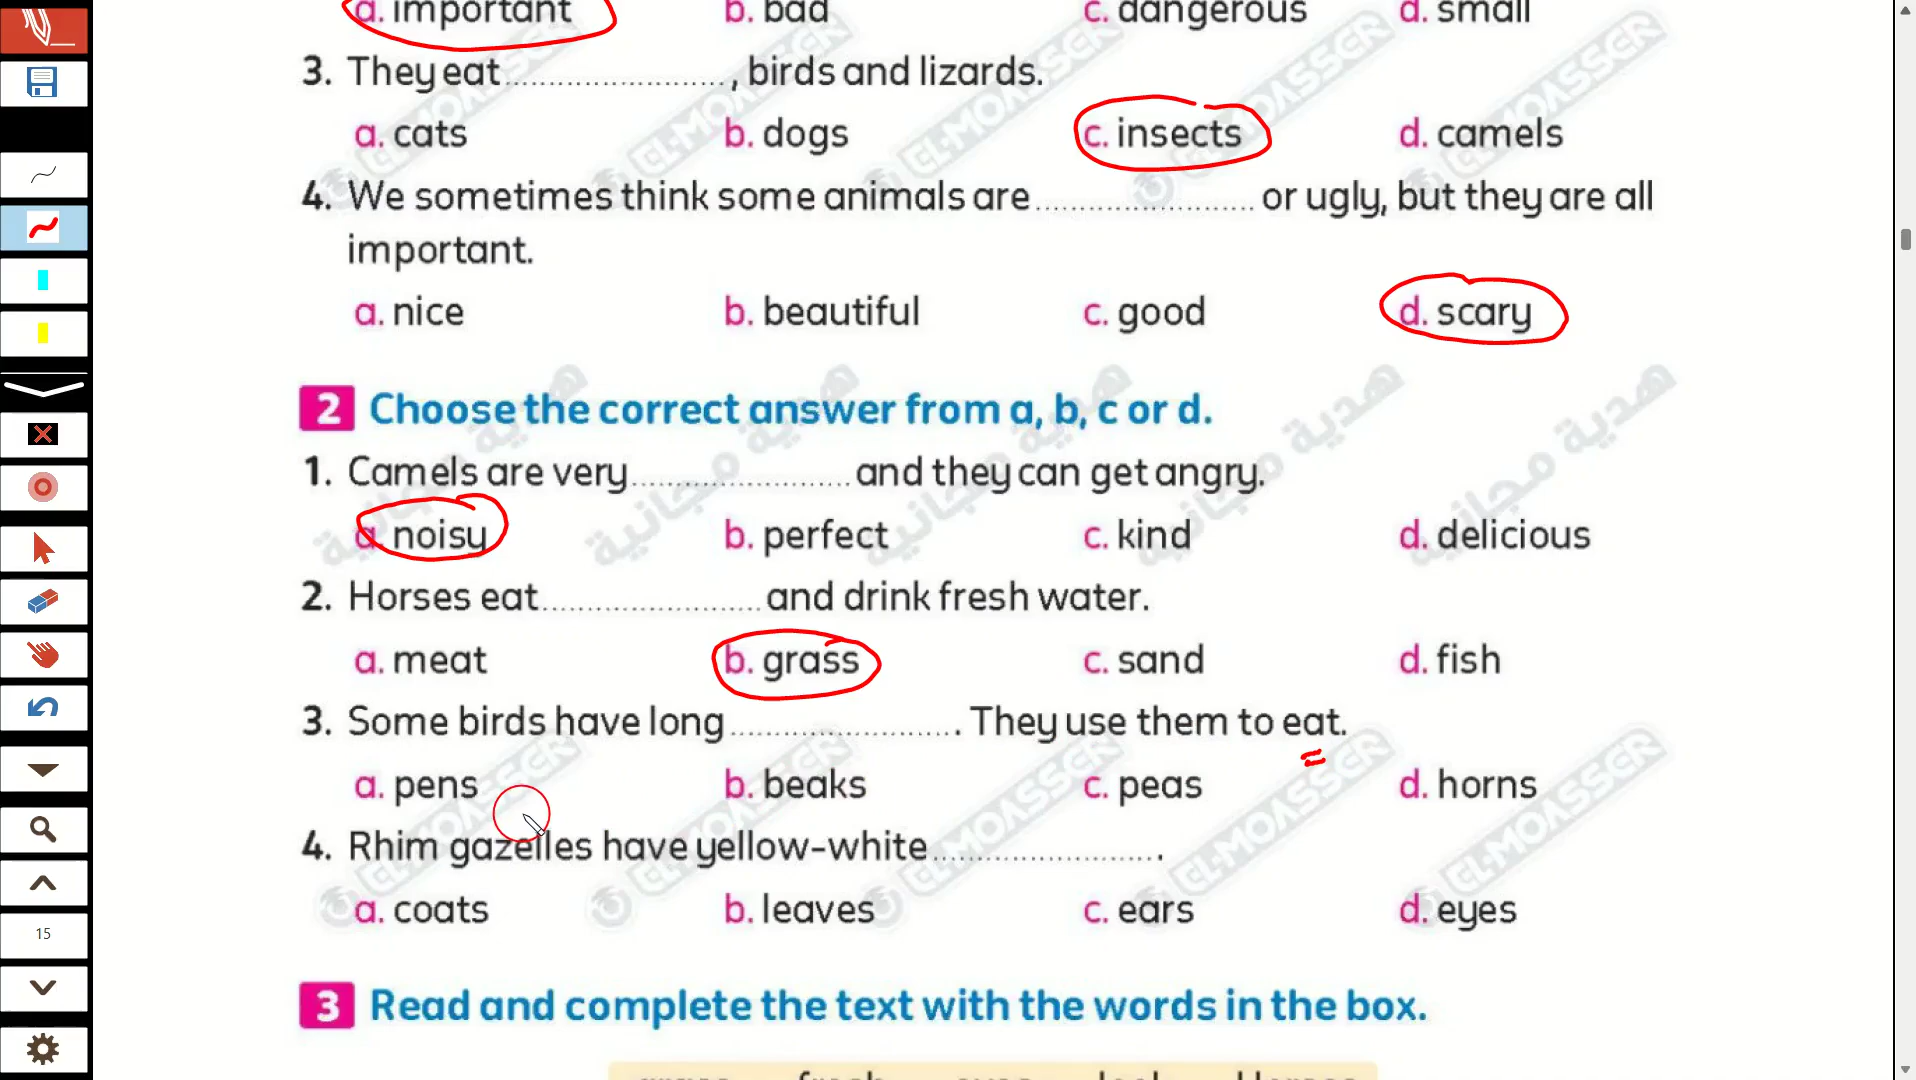 a. important b. bad c. dangerous d. small
3. They eat ........................ , birds and lizards.
a. cats b. dogs c. insects d. camels
4. We sometimes think some animals are ........................ or ugly, but they are all
important.
a. nice b. beautiful c. good d. scary
2 Choose the correct answer from a, b, c or d.
1. Camels are very ........................ and they can get angry.
a. noisy b. perfect c. kind d. delicious
2. Horses eat ........................ and drink fresh water.
a. meat b. grass c. sand d. fish
3. Some birds have long ........................ . They use them to eat.
a. pens b. beaks c. peas d. horns
4. Rhim gazelles have yellow-white ........................ .
a. coats b. leaves c. ears d. eyes
3 Read and complete the text with the words in the box.
15
EL-MOASSER
هدية مجانية